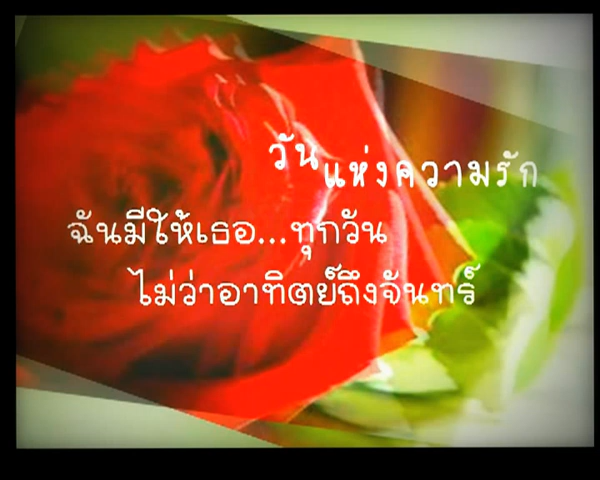 วันแห่งความรัก
ฉันมีให้เธอ...ทุกวัน
ไม่ว่าอาทิตย์ถึงจันทร์